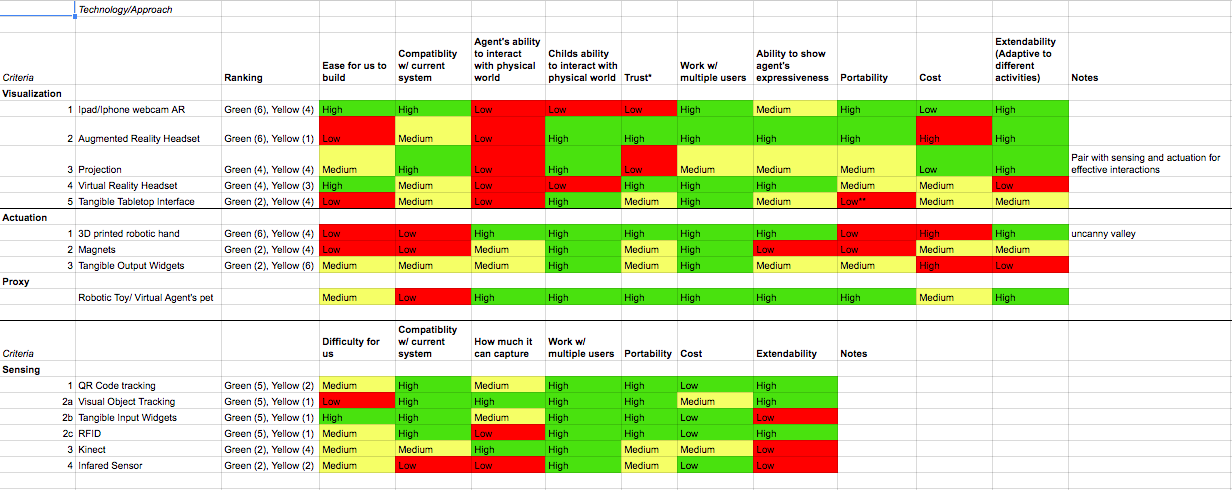 Technology/Approach
Criteria Ranking Ease for us to build Compatiblity w/ current system Agent's ability to interact with physical world Childs ability to interact with physical world Trust* Work w/ multiple users Ability to show agent's expressiveness Portability Cost Extendability (Adaptive to different activities) Notes
Visualization
1 Ipad/Iphone webcam AR Green (6), Yellow (4) High High Low Low Low High Medium High Low High
2 Augmented Reality Headset Green (6), Yellow (1) Low Medium Low High High High High High High High
3 Projection Green (4), Yellow (4) Medium High Low High Low Medium Medium Medium Low High Pair with sensing and actuation for effective interactions
4 Virtual Reality Headset Green (4), Yellow (3) High Medium Low Low High High High Medium Medium Low
5 Tangible Tabletop Interface Green (2), Yellow (4) Low Medium Low High Medium High Medium Low** Medium Medium
Actuation
1 3D printed robotic hand Green (6), Yellow (4) Low Low High High High High High Low High High uncanny valley
2 Magnets Green (2), Yellow (4) Low Low Medium High Medium High Low Low Medium Medium
3 Tangible Output Widgets Green (2), Yellow (6) Medium Medium Medium High Medium High Medium Medium High Low
Proxy
Robotic Toy/ Virtual Agent's pet Medium Low High High High High High High Medium High
Criteria Difficulty for us Compatiblity w/ current system How much it can capture Work w/ multiple users Portability Cost Extendability Notes
Sensing
1 QR Code tracking Green (5), Yellow (2) Medium High Medium High High Low High
2a Visual Object Tracking Green (5), Yellow (1) Low High High High High Medium High
2b Tangible Input Widgets Green (5), Yellow (1) High High Medium High High Low Low
2c RFID Green (5), Yellow (1) Medium High Low High High Low High
3 Kinect Green (2), Yellow (4) Medium Medium High High Medium Medium Low
4 Infared Sensor Green (2), Yellow (2) Medium Low Low High Medium Low Low